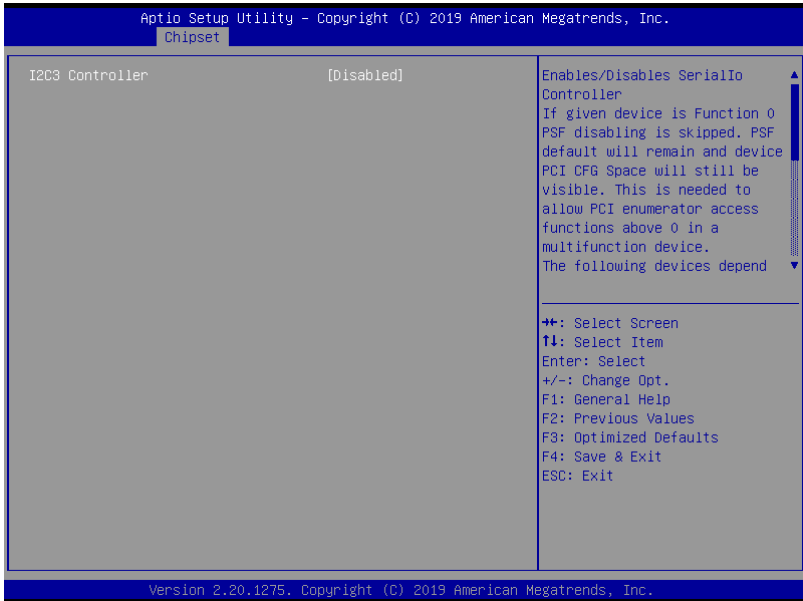 Aptio Setup Utility – Copyright (C) 2019 American Megatrends, Inc.
Chipset
I2C3 Controller [Disabled]
Enables/Disables SerialIo
Controller
If given device is Function 0
PSF disabling is skipped. PSF
default will remain and device
PCI CFG Space will still be
visible. This is needed to
allow PCI enumerator access
functions above 0 in a
multifunction device.
The following devices depend
→←: Select Screen
↑↓: Select Item
Enter: Select
+/-: Change Opt.
F1: General Help
F2: Previous Values
F3: Optimized Defaults
F4: Save & Exit
ESC: Exit
Version 2.20.1275. Copyright (C) 2019 American Megatrends, Inc.